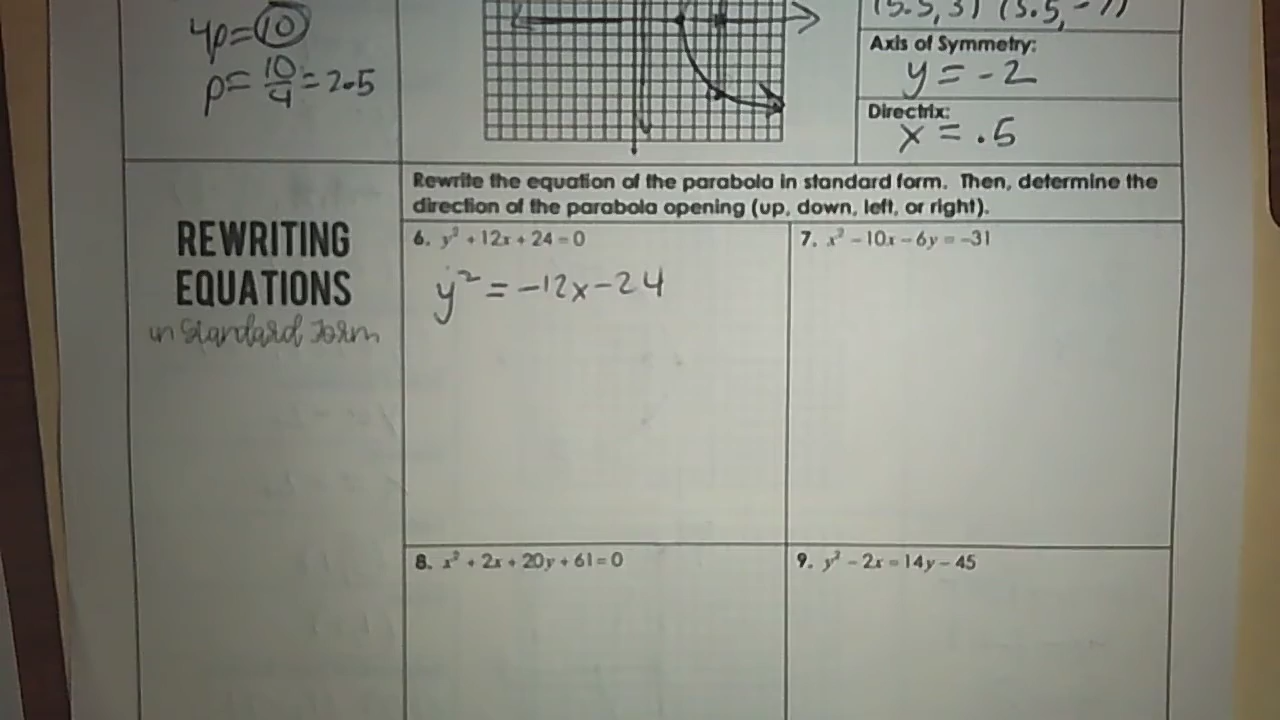 4p=10
p=10/4=2.5
(5.5,3) (5.5,-7)
Axis of Symmetry:
y=-2
Directrix:
x=.5
REWRITING
EQUATIONS
in Standard Form
Rewrite the equation of the parabola in standard form. Then, determine the
direction of the parabola opening (up, down, left, or right).
6. y² + 12x + 24 = 0
y² = -12x-24
7. x² - 10x - 6y = -31
8. x² + 2x + 20y + 61 = 0
9. y² - 2x = 14y - 45